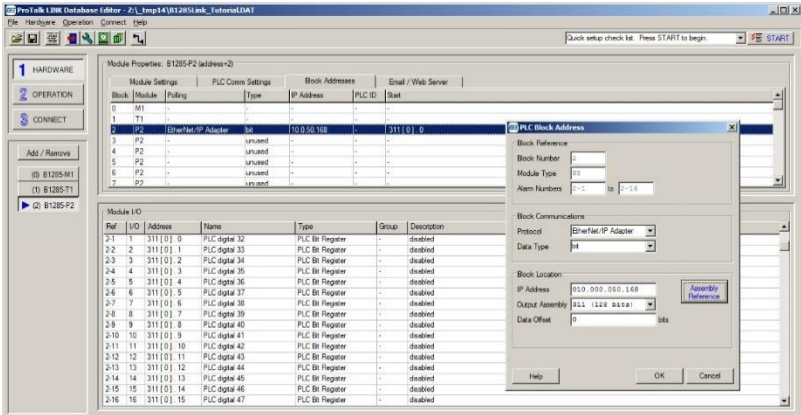 ProTalk LINK Database Editor - Z:\_tmp14\B1285Link_Tutorial.DAT
File Hardware Operation Connect Help
Quick setup check list. Press START to begin. START
1 HARDWARE
2 OPERATION
3 CONNECT
Add / Remove
(0) B1285-M1
(1) B1285-T1
(2) B1285-P2
Module Properties: B1285-P2 (address=2)
Module Settings PLC Comm Settings Block Addresses Email / Web Server
Block Module Polling Type IP Address PLC ID Start
0 M1 - - - - -
1 T1 - - - - -
2 P2 EtherNet/IP Adapter bit 10.0.50.168 - 311 [ 0 ] . 0
3 P2 - unused - - -
4 P2 - unused - - -
5 P2 - unused - - -
6 P2 - unused - - -
7 P2 - unused - - -
Module I/O
Ref I/O Address Name Type Group Description
2-1 1 311 [ 0 ] . 0 PLC digital 32 PLC Bit Register - disabled
2-2 2 311 [ 0 ] . 1 PLC digital 33 PLC Bit Register - disabled
2-3 3 311 [ 0 ] . 2 PLC digital 34 PLC Bit Register - disabled
2-4 4 311 [ 0 ] . 3 PLC digital 35 PLC Bit Register - disabled
2-5 5 311 [ 0 ] . 4 PLC digital 36 PLC Bit Register - disabled
2-6 6 311 [ 0 ] . 5 PLC digital 37 PLC Bit Register - disabled
2-7 7 311 [ 0 ] . 6 PLC digital 38 PLC Bit Register - disabled
2-8 8 311 [ 0 ] . 7 PLC digital 39 PLC Bit Register - disabled
2-9 9 311 [ 0 ] . 8 PLC digital 40 PLC Bit Register - disabled
2-10 10 311 [ 0 ] . 9 PLC digital 41 PLC Bit Register - disabled
2-11 11 311 [ 0 ] . 10 PLC digital 42 PLC Bit Register - disabled
2-12 12 311 [ 0 ] . 11 PLC digital 43 PLC Bit Register - disabled
2-13 13 311 [ 0 ] . 12 PLC digital 44 PLC Bit Register - disabled
2-14 14 311 [ 0 ] . 13 PLC digital 45 PLC Bit Register - disabled
2-15 15 311 [ 0 ] . 14 PLC digital 46 PLC Bit Register - disabled
2-16 16 311 [ 0 ] . 15 PLC digital 47 PLC Bit Register - disabled
PLC Block Address
Block Reference
Block Number 2
Module Type P2
Alarm Numbers 2-1 to 2-16
Block Communications
Protocol EtherNet/IP Adapter
Data Type bit
Block Location
IP Address 010.000.050.168
Output Assembly 311 (128 bits)
Data Offset 0 bits
Assembly Reference
Help OK Cancel